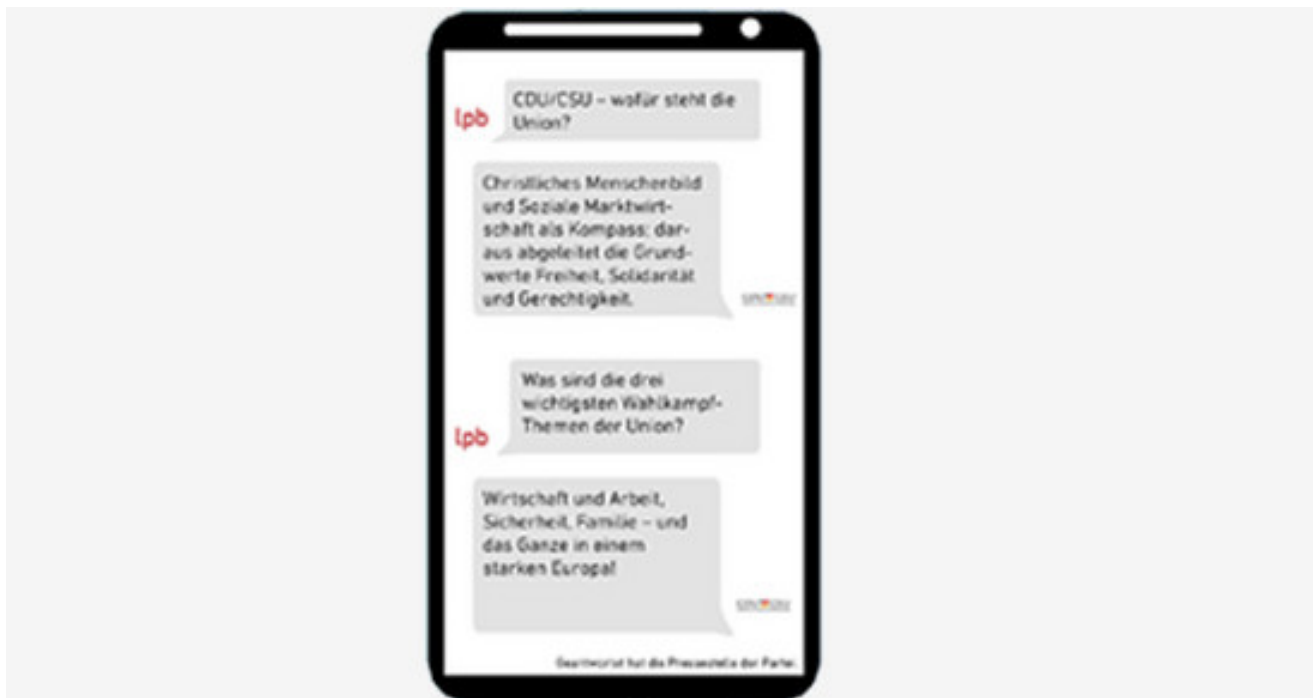 CDU/CSU – wofür steht die
Union?
lpb
Christliches Menschenbild
und Soziale Marktwirt-
schaft als Kompass; dar-
aus abgeleitet die Grund-
werte Freiheit, Solidarität
und Gerechtigkeit.
Was sind die drei
wichtigsten Wahlkampf-
Themen der Union?
lpb
Wirtschaft und Arbeit,
Sicherheit, Familie – und
das Ganze in einem
starken Europa!
Geantwortet hat die Pressestelle der Partei.